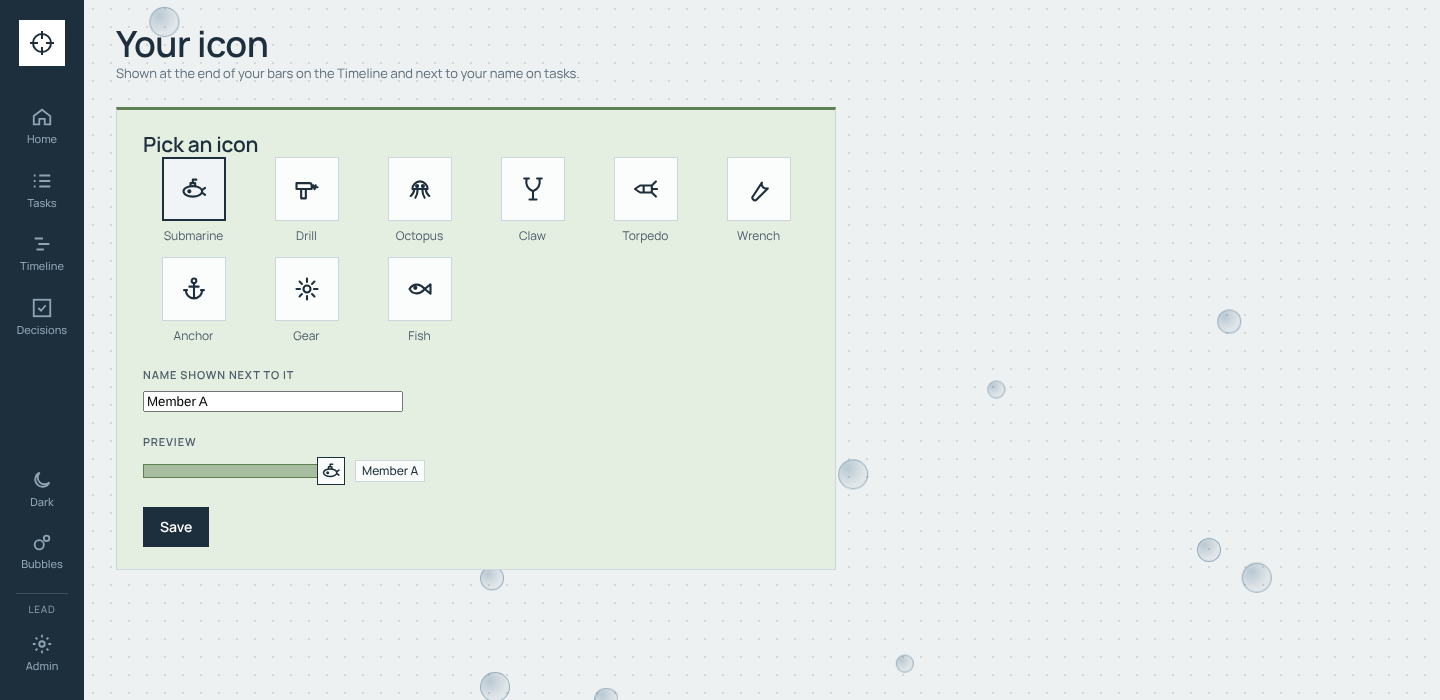 Your icon
Shown at the end of your bars on the Timeline and next to your name on tasks.
Home
Tasks
Timeline
Decisions
Dark
Bubbles
LEAD
Admin
Pick an icon
Submarine
Drill
Octopus
Claw
Torpedo
Wrench
Anchor
Gear
Fish
NAME SHOWN NEXT TO IT
Member A
PREVIEW
Member A
Save